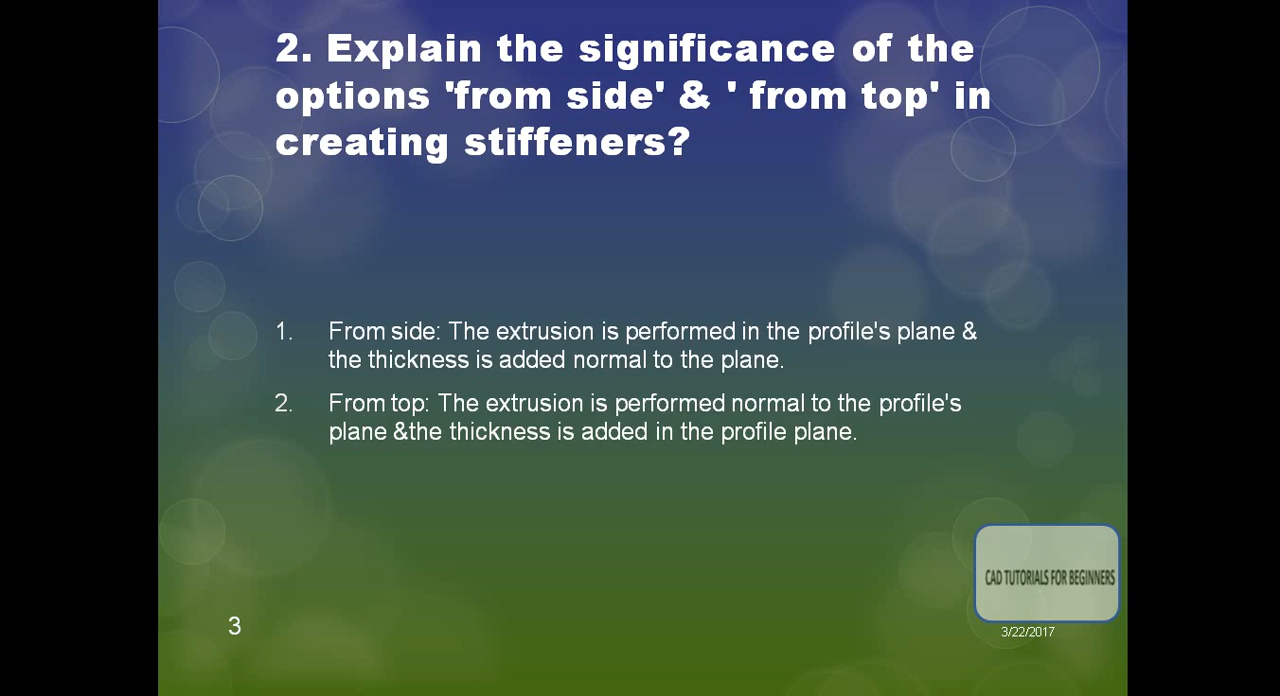 2. Explain the significance of the
options 'from side' & ' from top' in
creating stiffeners?
1. From side: The extrusion is performed in the profile's plane &
the thickness is added normal to the plane.
2. From top: The extrusion is performed normal to the profile's
plane &the thickness is added in the profile plane.
CAD TUTORIALS FOR BEGINNERS
3
3/22/2017